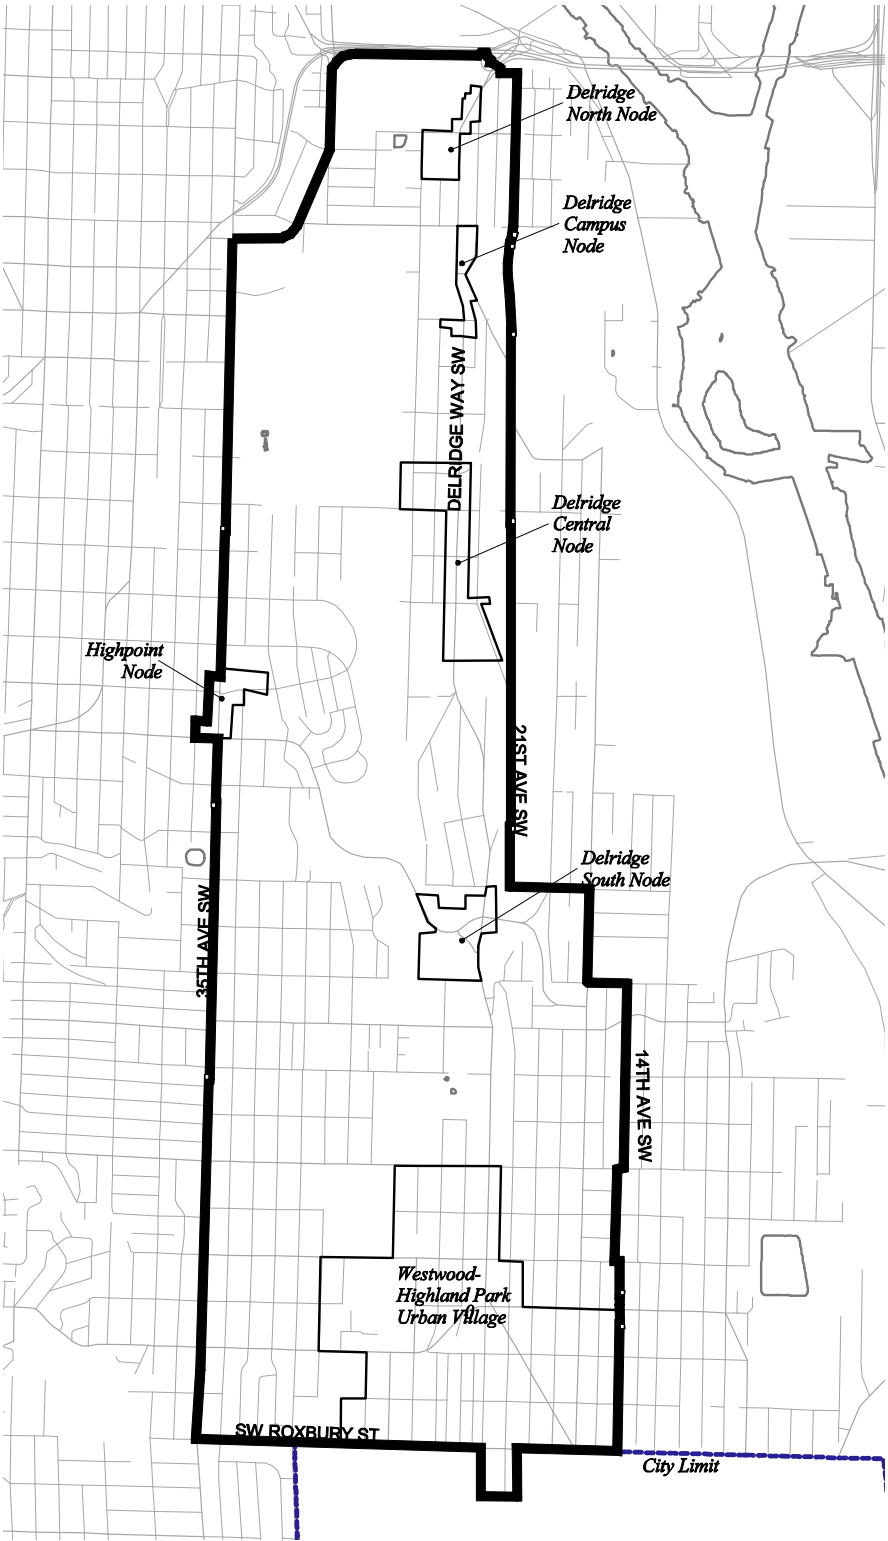 Delridge
North Node
Delridge
Campus
Node
DELRIDGE WAY SW
Delridge
Central
Node
Highpoint
Node
21ST AVE SW
Delridge
South Node
35TH AVE SW
14TH AVE SW
Westwood-
Highland Park
Urban Village
SW ROXBURY ST
City Limit